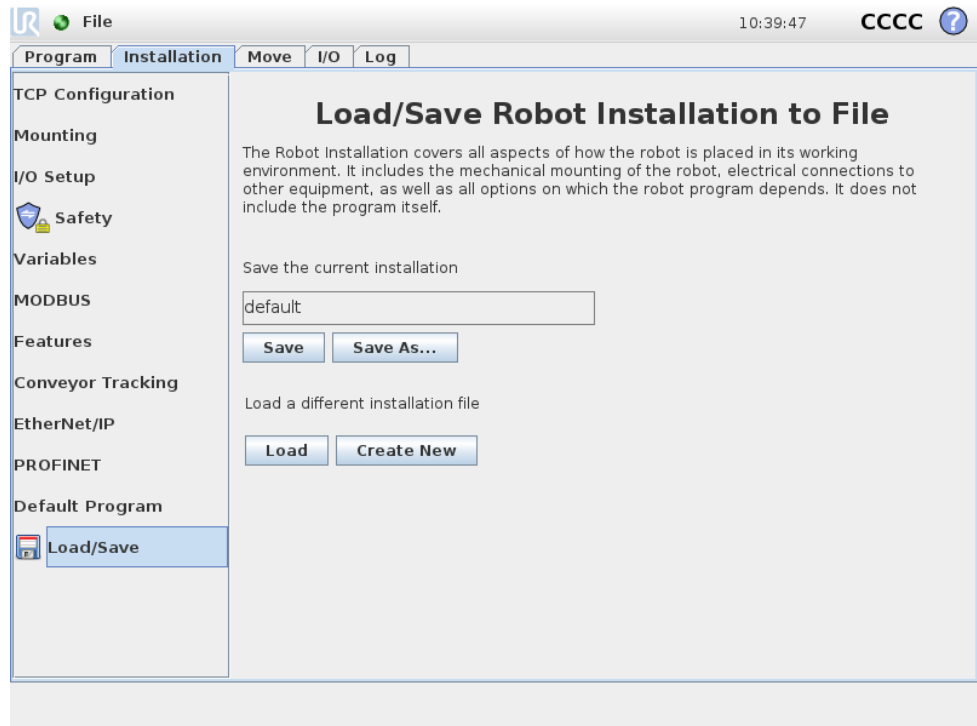 UR File 10:39:47 CCCC ?
Program Installation Move I/O Log
TCP Configuration
Mounting
I/O Setup
Safety
Variables
MODBUS
Features
Conveyor Tracking
EtherNet/IP
PROFINET
Default Program
Load/Save
Load/Save Robot Installation to File
The Robot Installation covers all aspects of how the robot is placed in its working
environment. It includes the mechanical mounting of the robot, electrical connections to
other equipment, as well as all options on which the robot program depends. It does not
include the program itself.
Save the current installation
default
Save Save As...
Load a different installation file
Load Create New